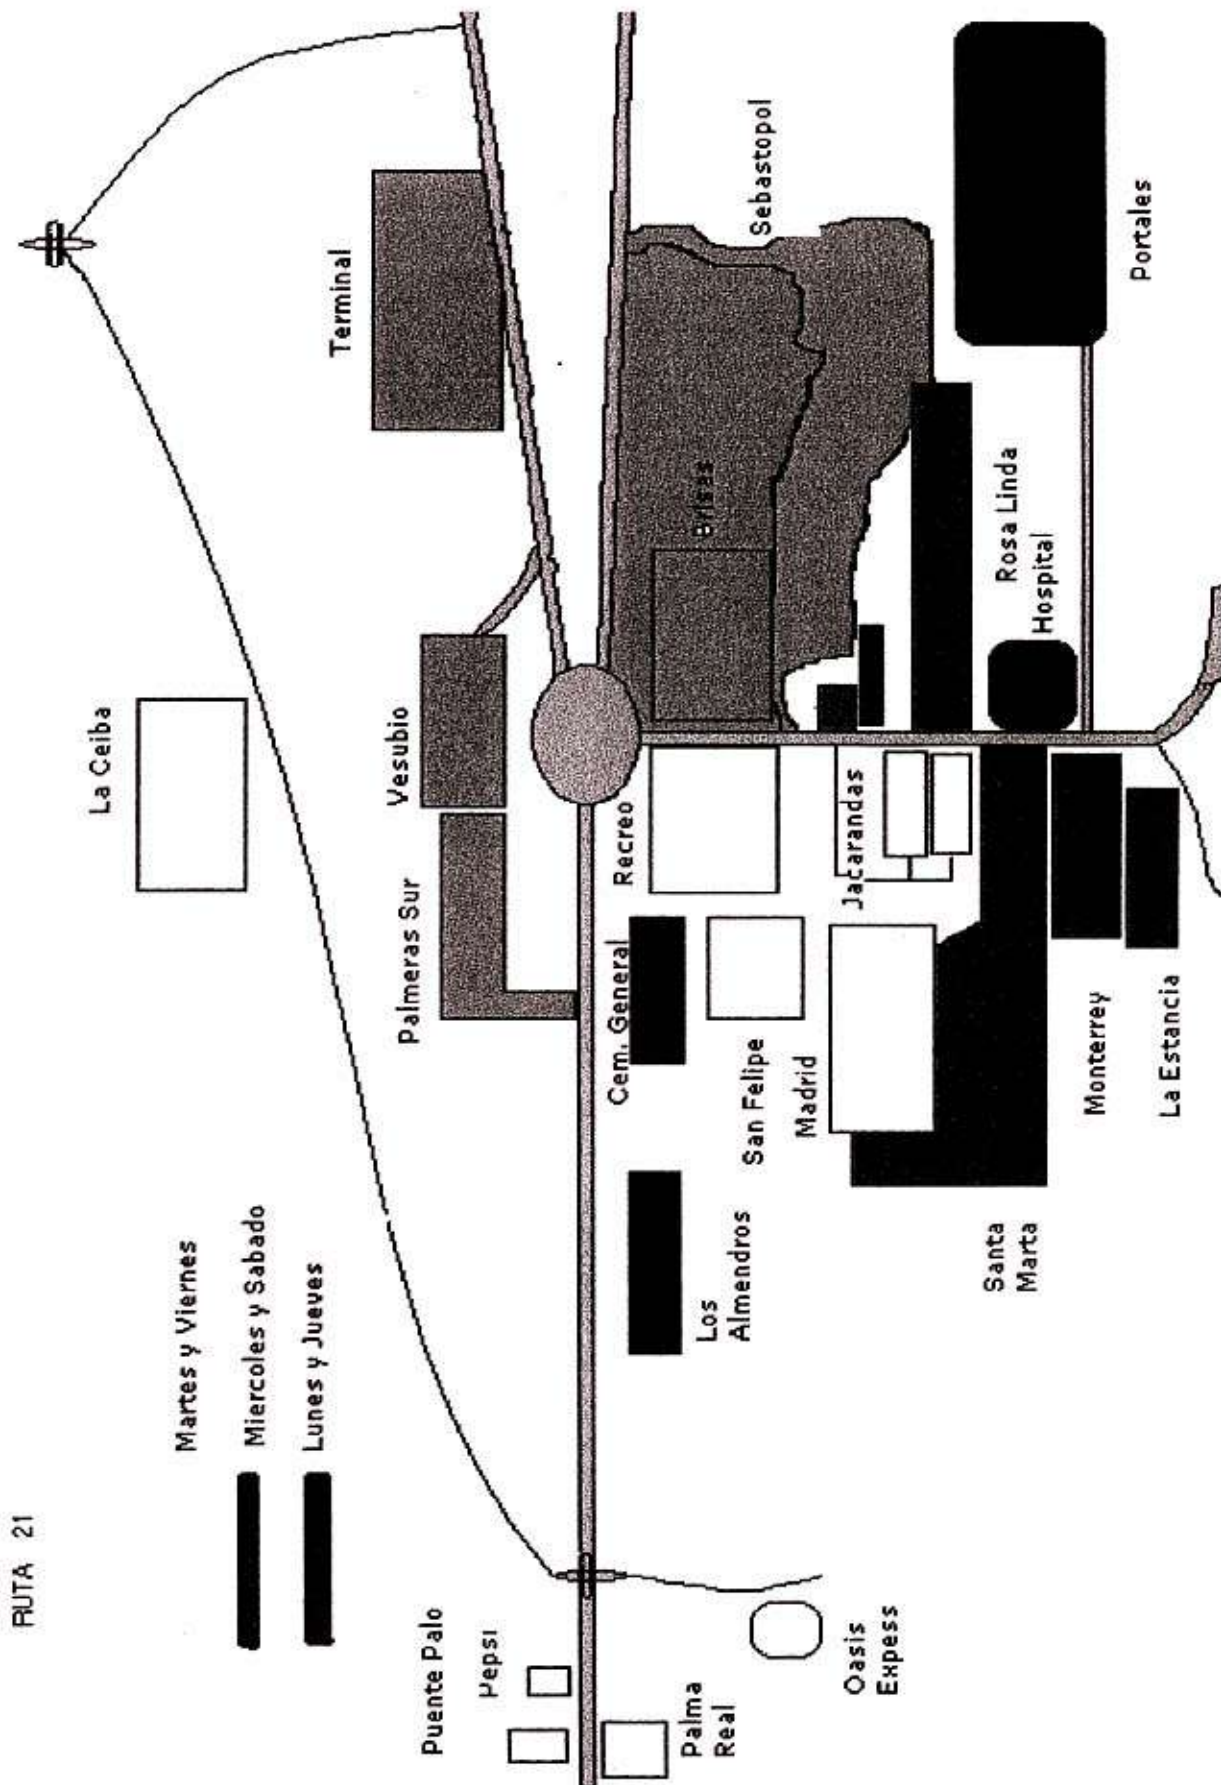 RUTA 21
La Ceiba
Martes y Viernes
Miercoles y Sabado
Lunes y Jueves
Terminal
Vesubio
Palmeras Sur
Puente Palo
Pepsi
Cem. General
Recreo
Brisas
Palma
Real
Los
Almendros
San Felipe
Sebastopol
Madrid
Jacarandas
Oasis
Expess
Santa
Marta
Rosa Linda
Hospital
Monterrey
Portales
La Estancia